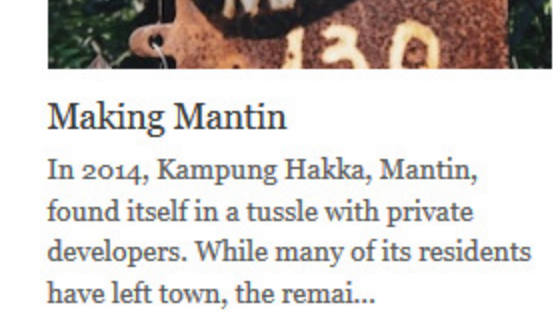 130
Making Mantin
In 2014, Kampung Hakka, Mantin,
found itself in a tussle with private
developers. While many of its residents
have left town, the remai...